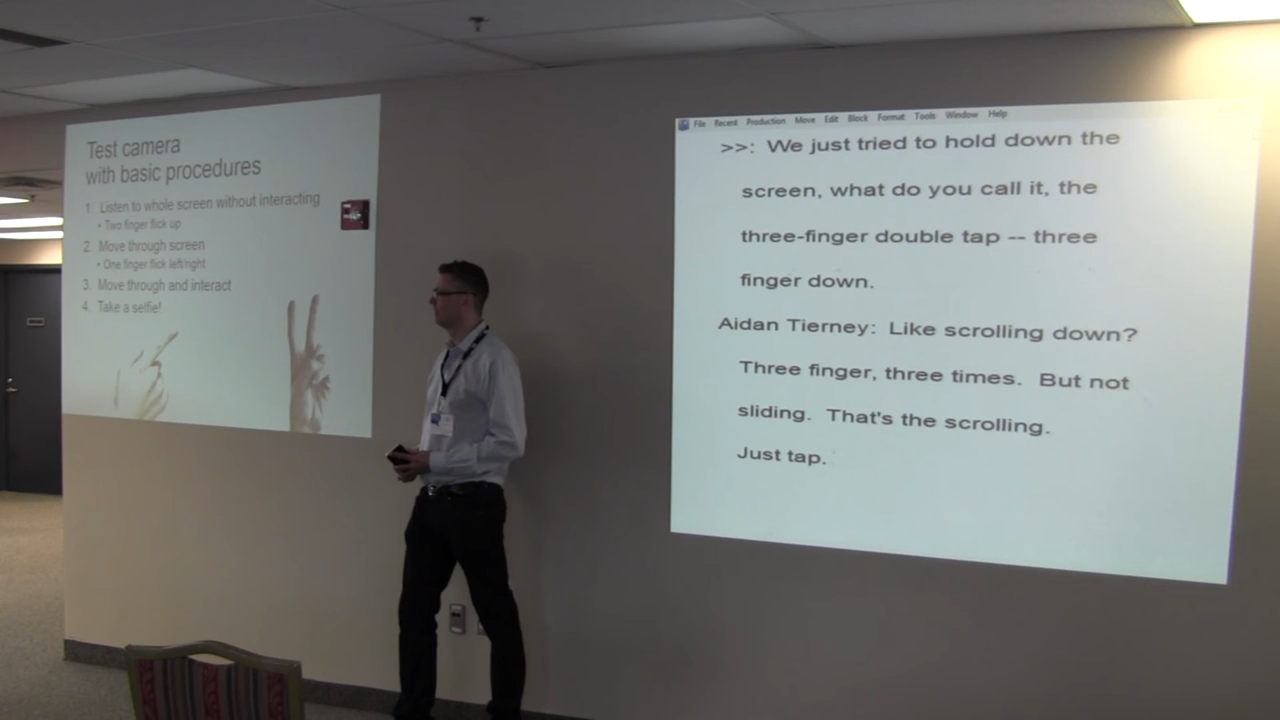 Test camera
with basic procedures
1. Listen to whole screen without interacting
• Two finger flick up
2. Move through screen
• One finger flick left/right
3. Move through and interact
4. Take a selfie!
File Recent Production Move Edit Block Format Tools Window Help
>>: We just tried to hold down the
screen, what do you call it, the
three-finger double tap -- three
finger down.
Aidan Tierney: Like scrolling down?
Three finger, three times. But not
sliding. That's the scrolling.
Just tap.